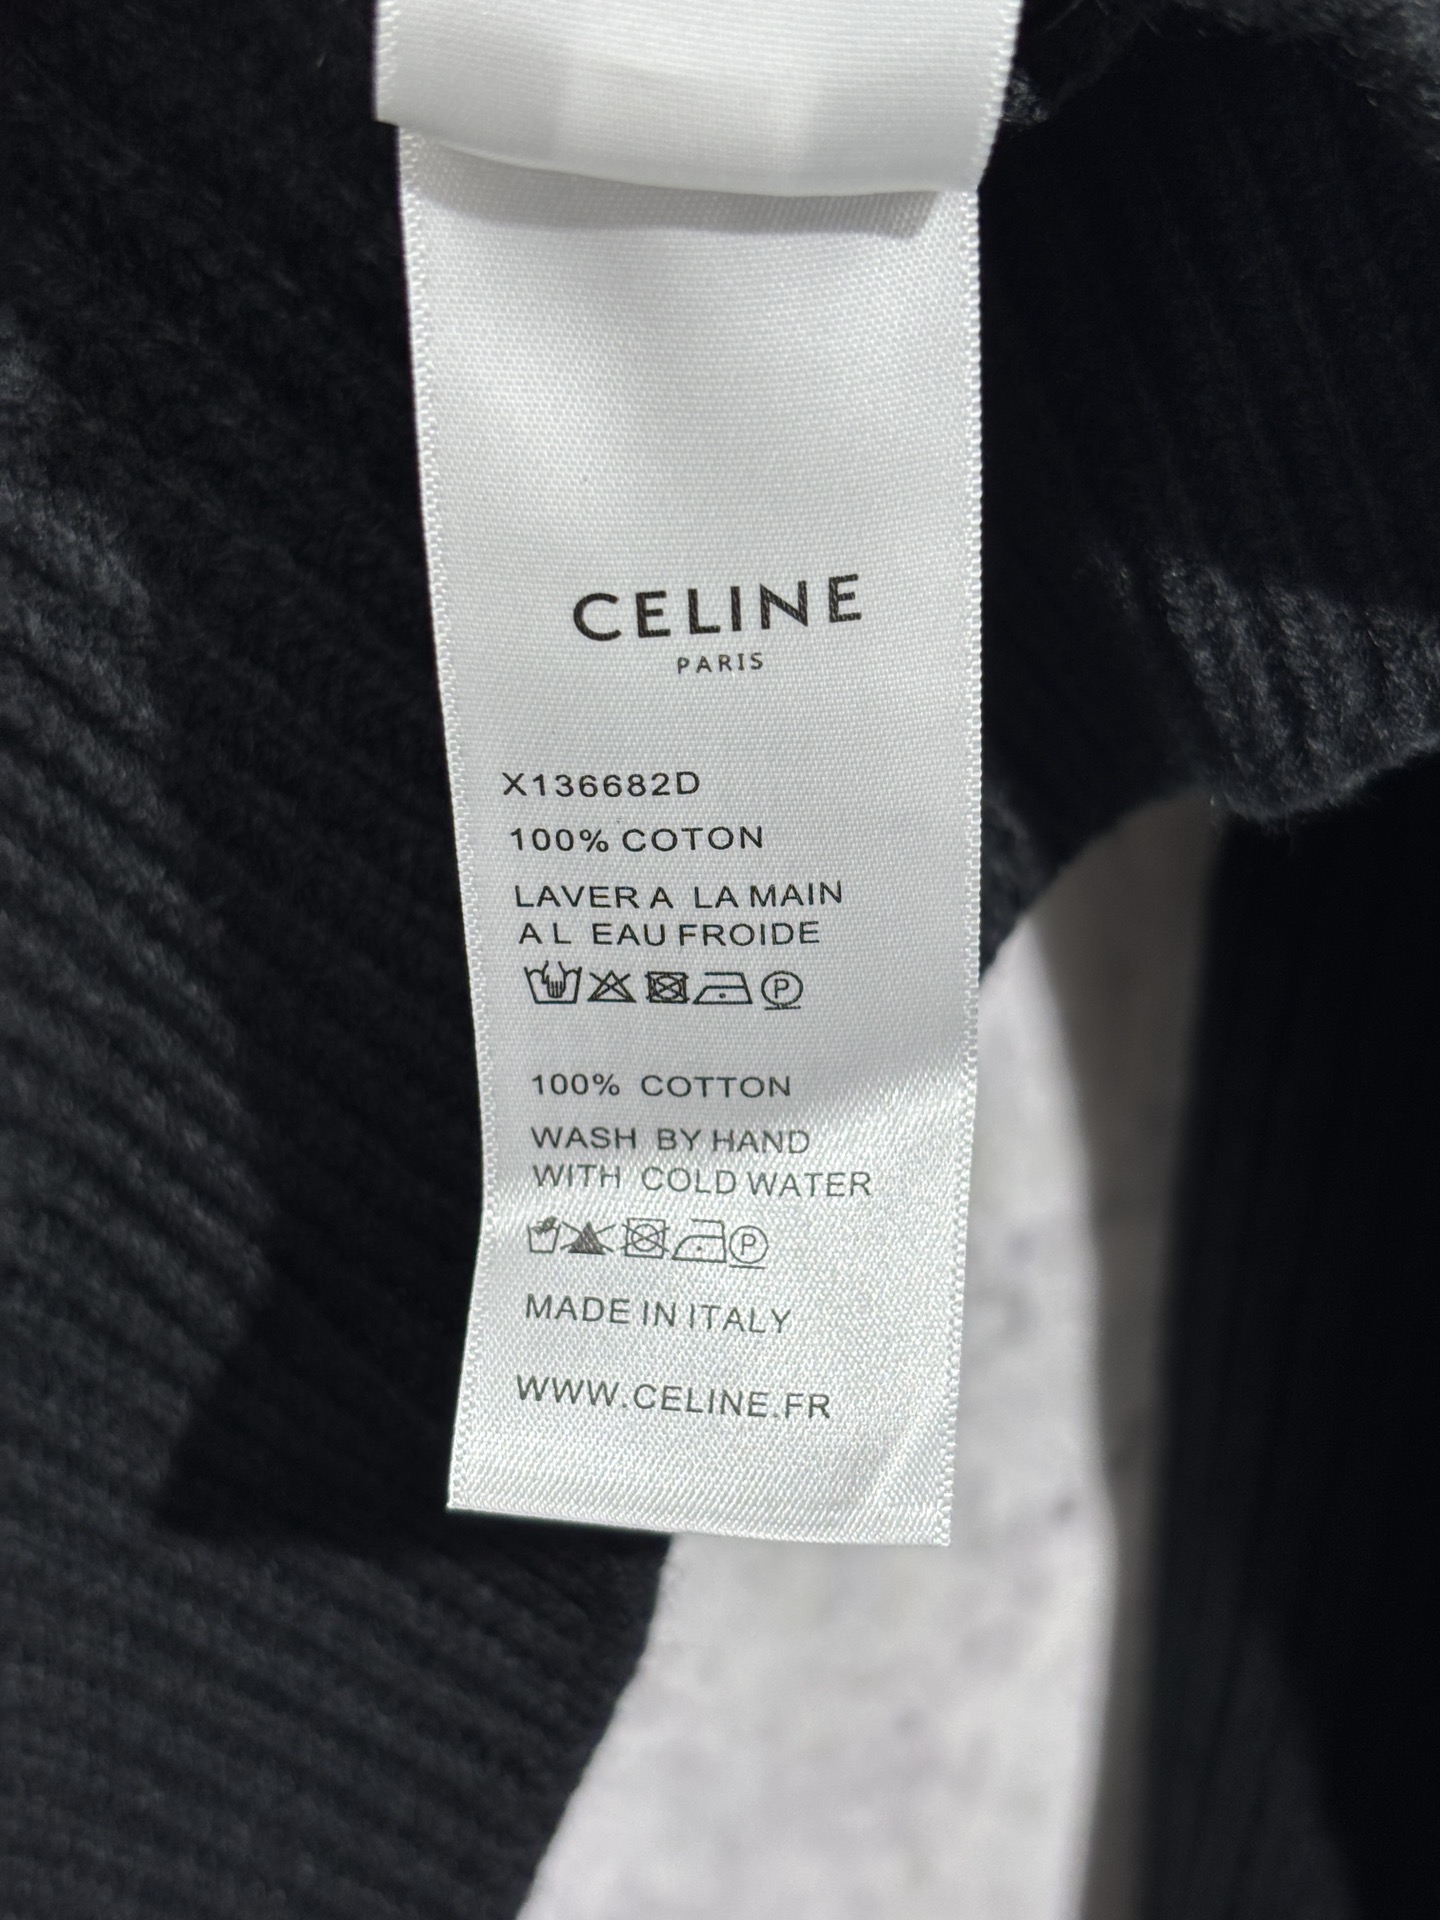 CELINE
PARIS
X136682D
100% COTON
LAVER A LA MAIN
A L EAU FROIDE
P
100% COTTON
WASH BY HAND
WITH COLD WATER
P
MADE IN ITALY
WWW.CELINE.FR